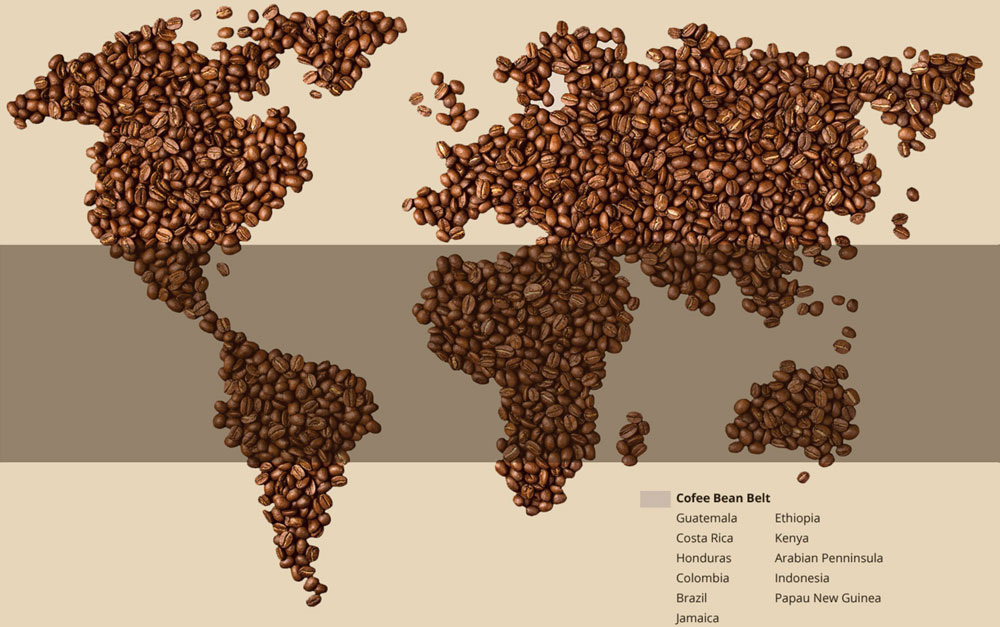 Cofee Bean Belt
Guatemala
Costa Rica
Honduras
Colombia
Brazil
Jamaica
Ethiopia
Kenya
Arabian Penninsula
Indonesia
Papau New Guinea